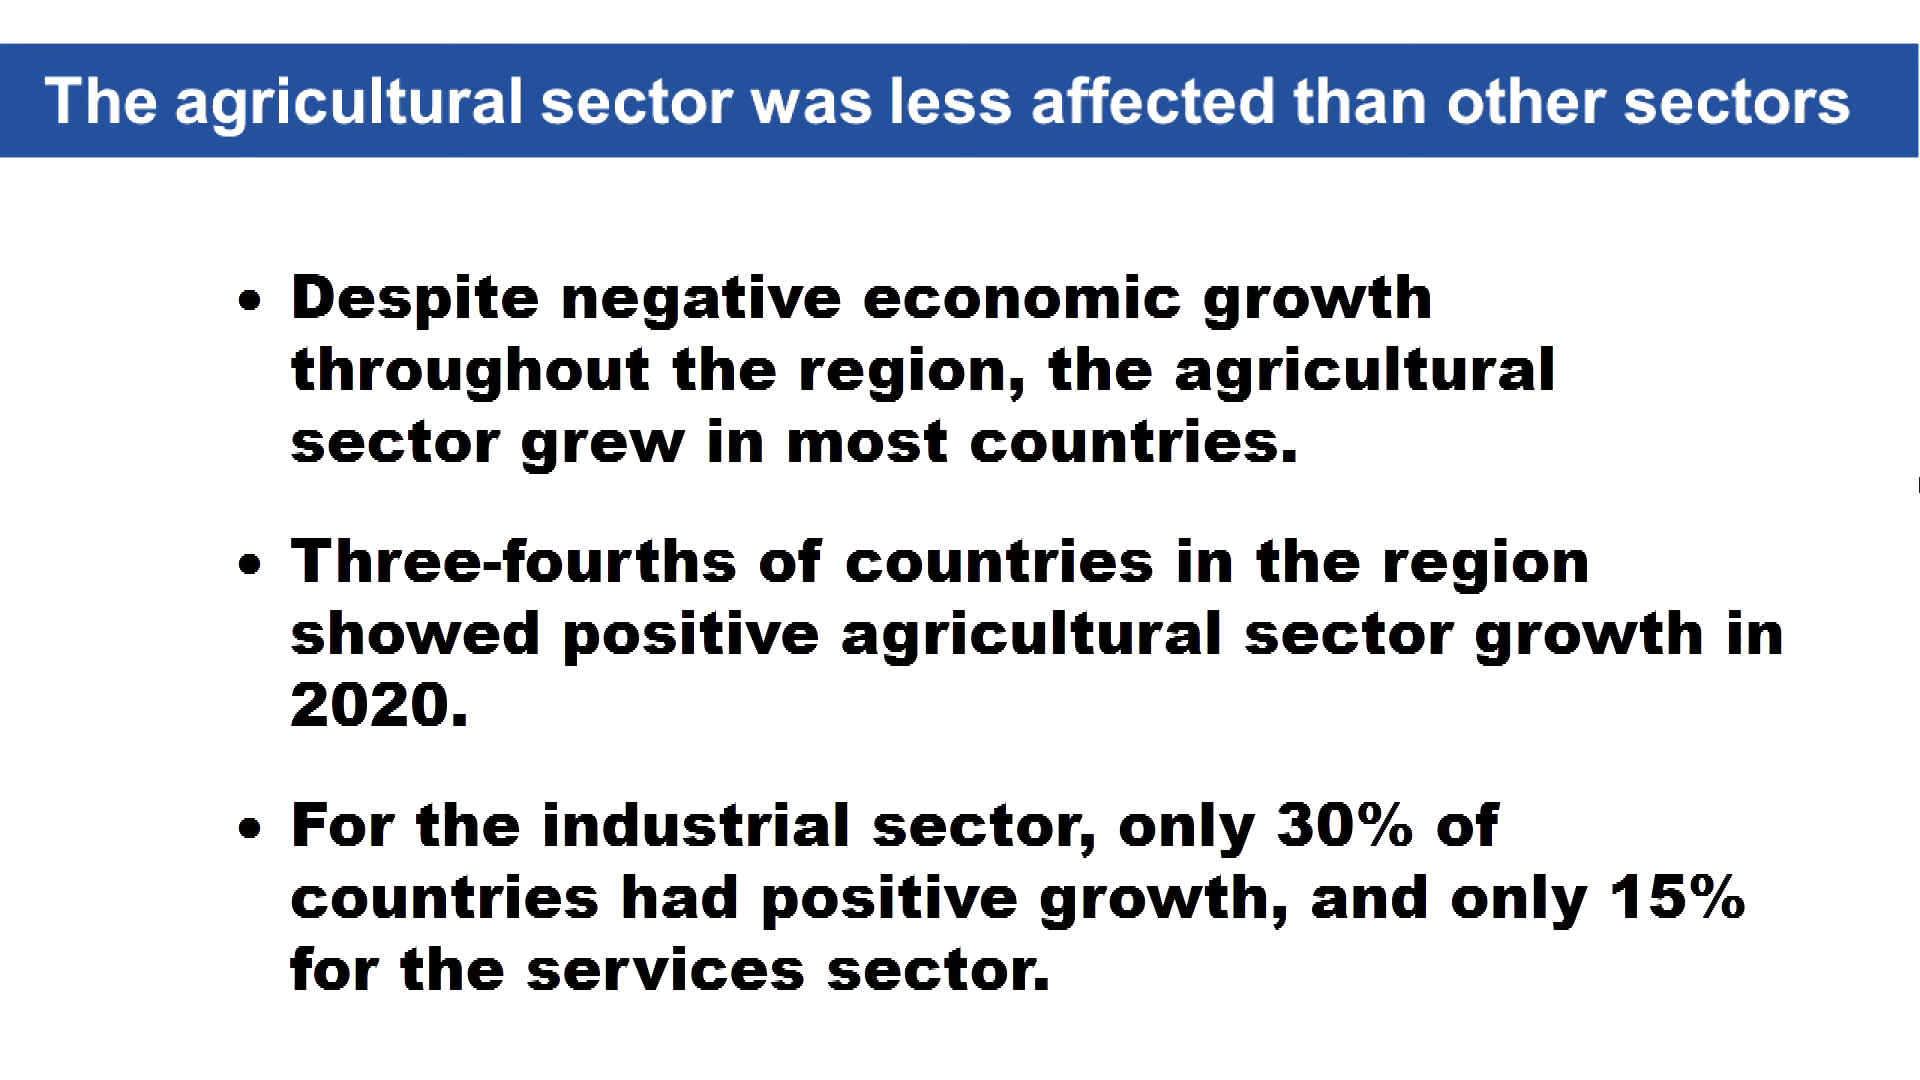 The agricultural sector was less affected than other sectors
• Despite negative economic growth
throughout the region, the agricultural
sector grew in most countries.
• Three-fourths of countries in the region
showed positive agricultural sector growth in
2020.
• For the industrial sector, only 30% of
countries had positive growth, and only 15%
for the services sector.